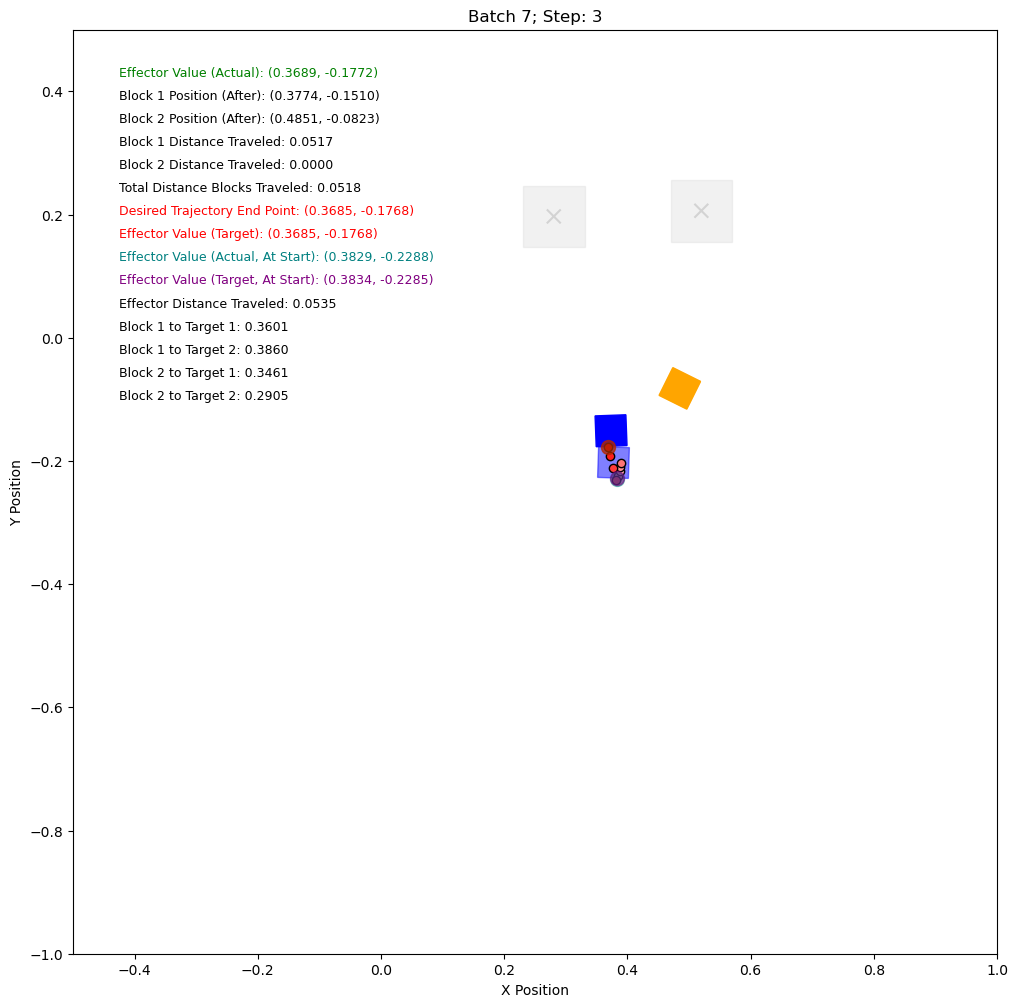 Batch 7; Step: 3
Effector Value (Actual): (0.3689, -0.1772)
Block 1 Position (After): (0.3774, -0.1510)
Block 2 Position (After): (0.4851, -0.0823)
Block 1 Distance Traveled: 0.0517
Block 2 Distance Traveled: 0.0000
Total Distance Blocks Traveled: 0.0518
Desired Trajectory End Point: (0.3685, -0.1768)
Effector Value (Target): (0.3685, -0.1768)
Effector Value (Actual, At Start): (0.3829, -0.2288)
Effector Value (Target, At Start): (0.3834, -0.2285)
Effector Distance Traveled: 0.0535
Block 1 to Target 1: 0.3601
Block 1 to Target 2: 0.3860
Block 2 to Target 1: 0.3461
Block 2 to Target 2: 0.2905
0.4
0.2
0.0
−0.2
−0.4
−0.6
−0.8
−1.0
Y Position
−0.4
−0.2
0.0
0.2
0.4
0.6
0.8
1.0
X Position